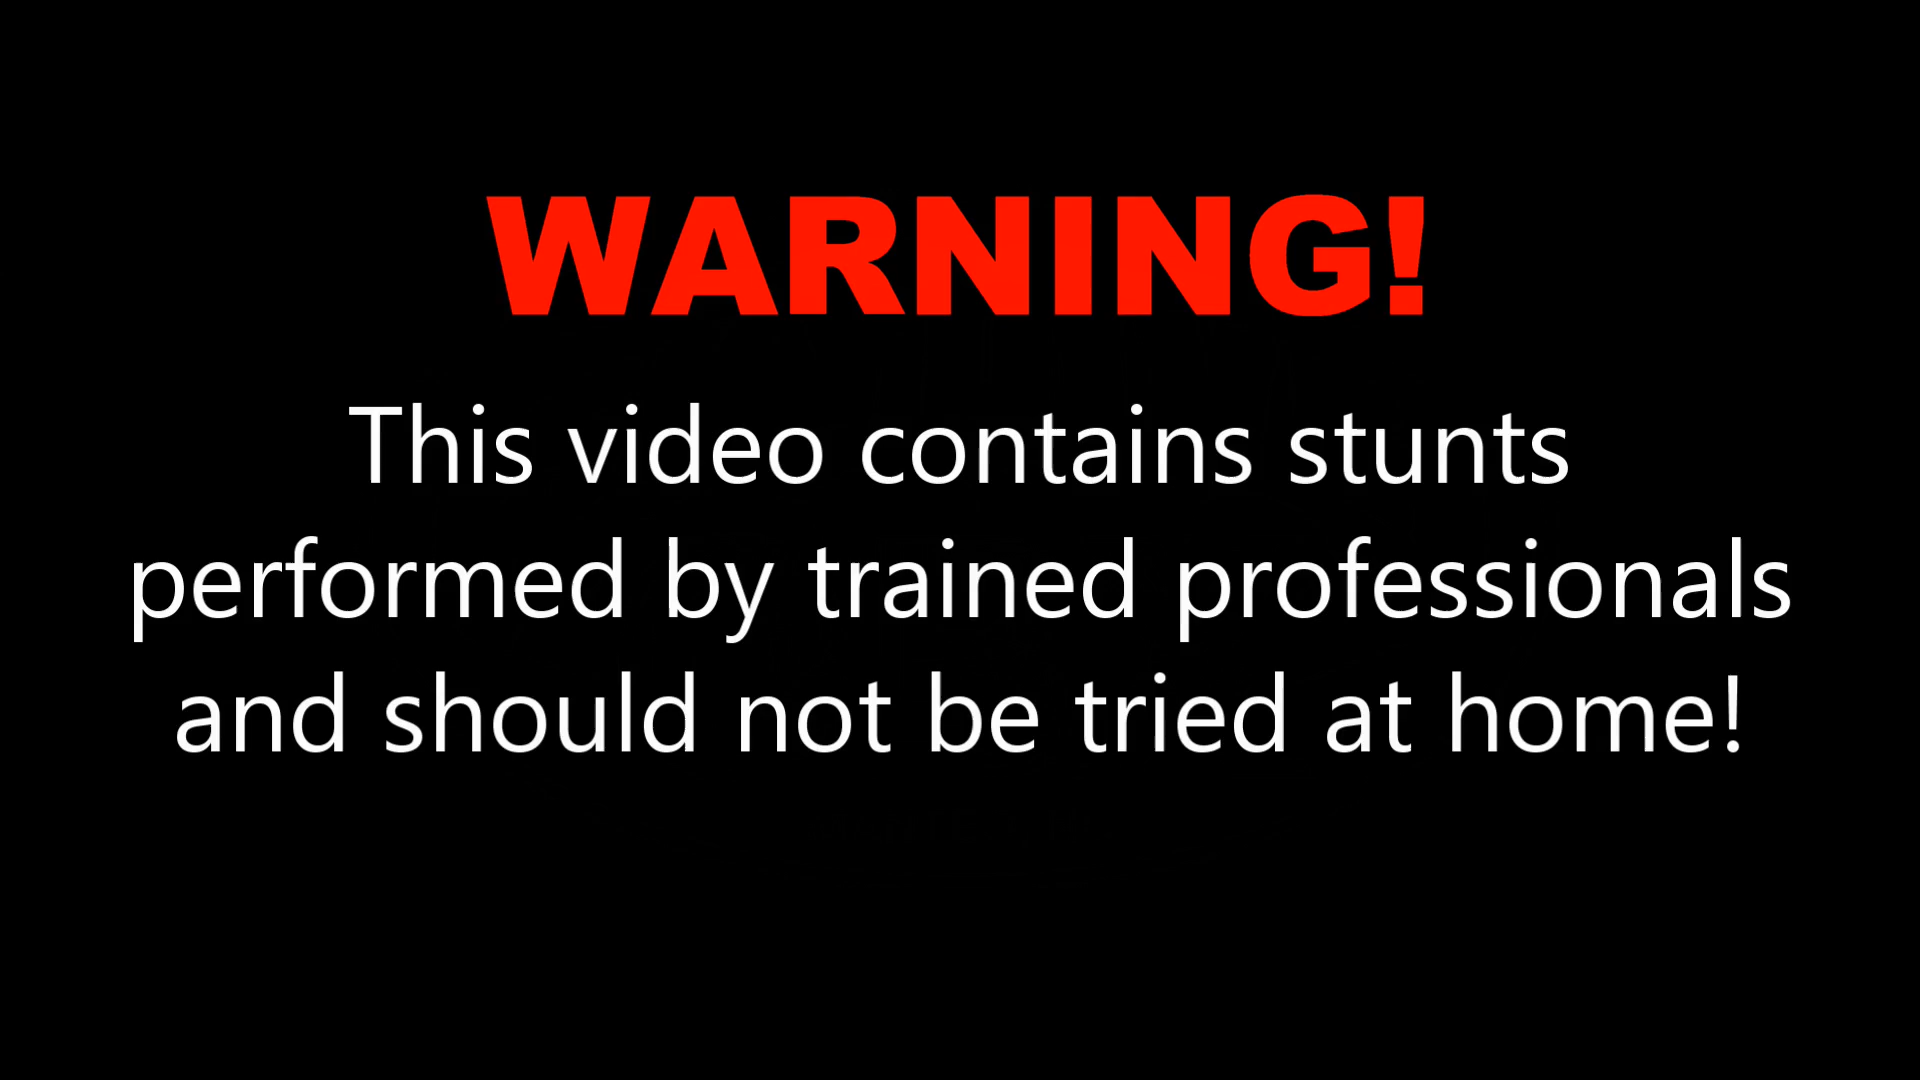 WARNING!
This video contains stunts
performed by trained professionals
and should not be tried at home!